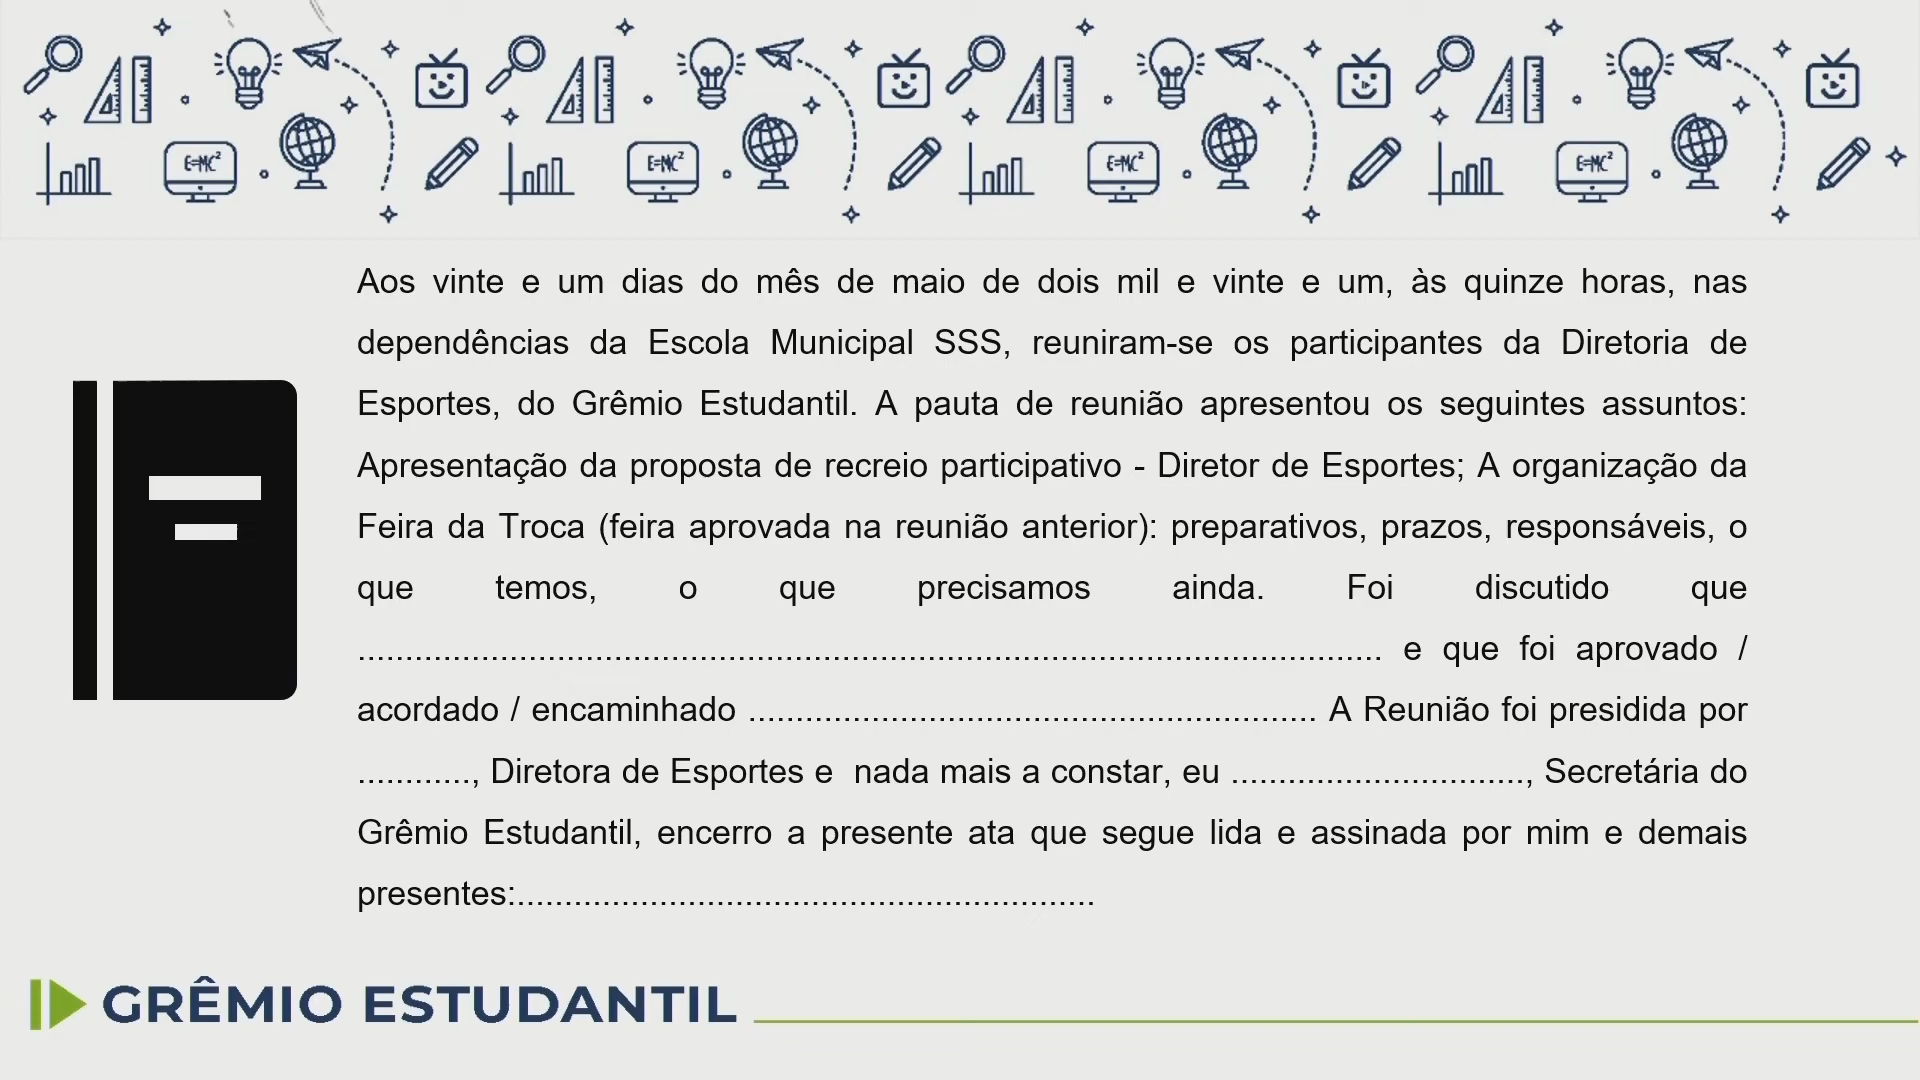 E=MC² E=MC² E=MC² E=MC²
Aos vinte e um dias do mês de maio de dois mil e vinte e um, às quinze horas, nas
dependências da Escola Municipal SSS, reuniram-se os participantes da Diretoria de
Esportes, do Grêmio Estudantil. A pauta de reunião apresentou os seguintes assuntos:
Apresentação da proposta de recreio participativo - Diretor de Esportes; A organização da
Feira da Troca (feira aprovada na reunião anterior): preparativos, prazos, responsáveis, o
que temos, o que precisamos ainda. Foi discutido que
............................................................................................................ e que foi aprovado /
acordado / encaminhado ............................................................ A Reunião foi presidida por
............, Diretora de Esportes e nada mais a constar, eu ..............................., Secretária do
Grêmio Estudantil, encerro a presente ata que segue lida e assinada por mim e demais
presentes:.............................................................
GRÊMIO ESTUDANTIL